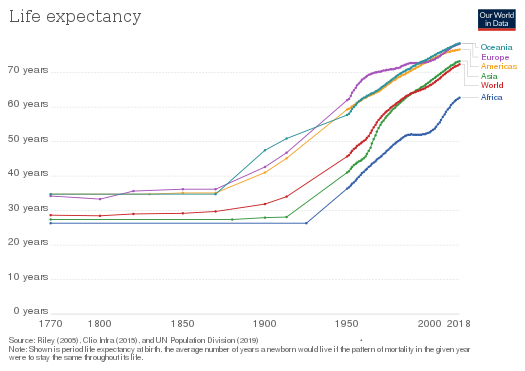 Life expectancy
Our World
in Data
70 years
60 years
50 years
40 years
30 years
20 years
10 years
0 years
1770
1800
1850
1900
1950
2000
2018
Oceania
Europe
Americas
Asia
World
Africa
Source: Riley (2005), Clio Infra (2015), and UN Population Division (2019)
Note: Shown is period life expectancy at birth, the average number of years a newborn would live if the pattern of mortality in the given year
were to stay the same throughout its life.